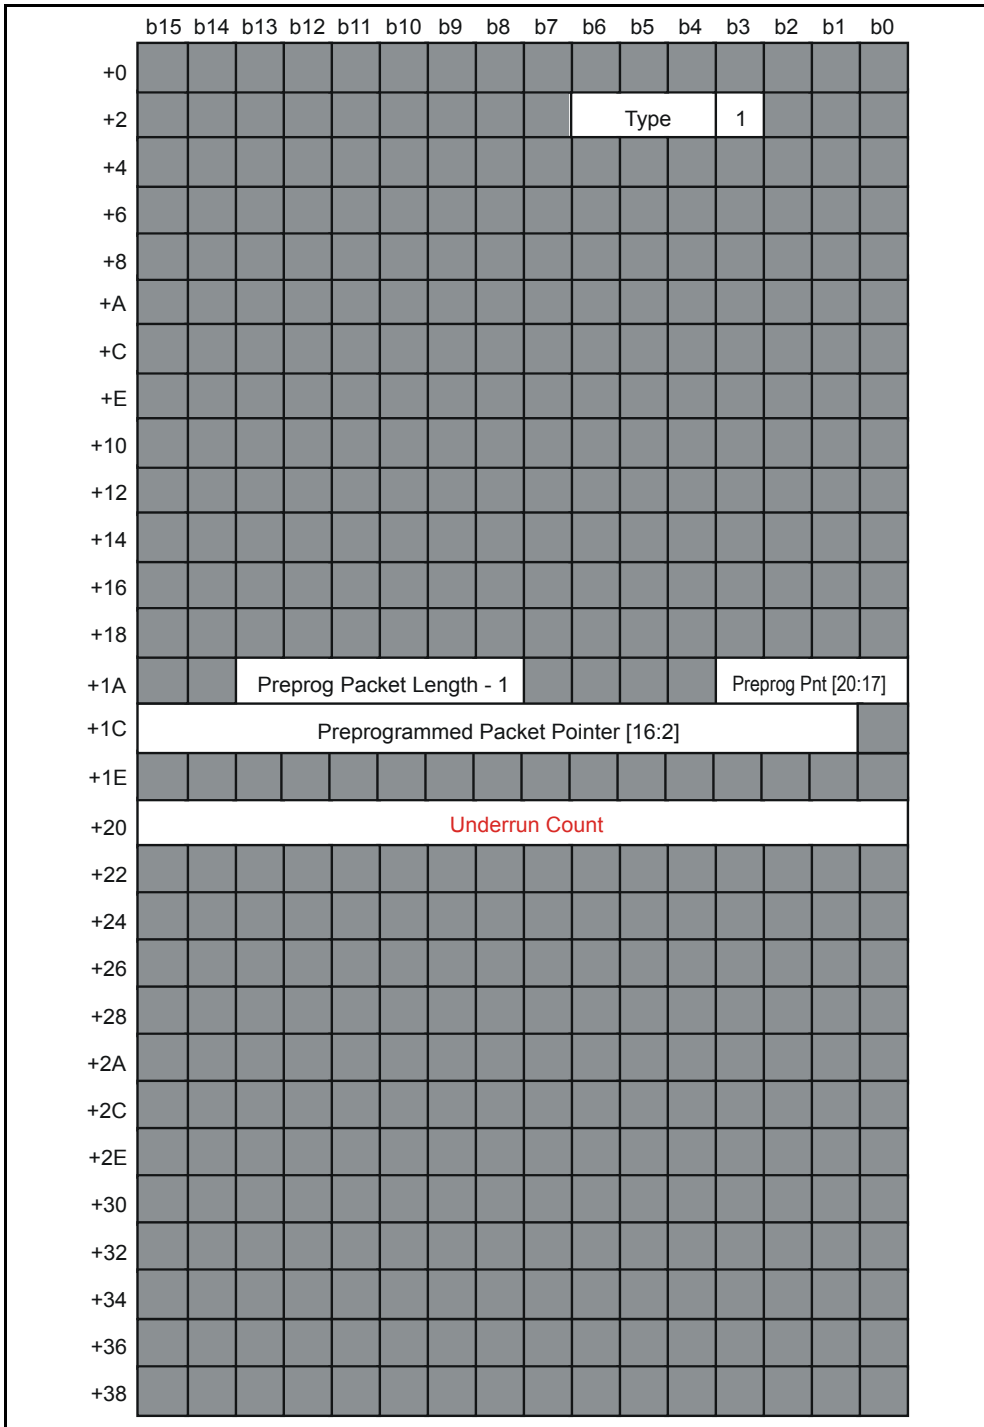 b15 b14 b13 b12 b11 b10 b9 b8 b7 b6 b5 b4 b3 b2 b1 b0
+0
+2 Type 1
+4
+6
+8
+A
+C
+E
+10
+12
+14
+16
+18
+1A Preprog Packet Length - 1 Preprog Pnt [20:17]
+1C Preprogrammed Packet Pointer [16:2]
+1E
+20 Underrun Count
+22
+24
+26
+28
+2A
+2C
+2E
+30
+32
+34
+36
+38